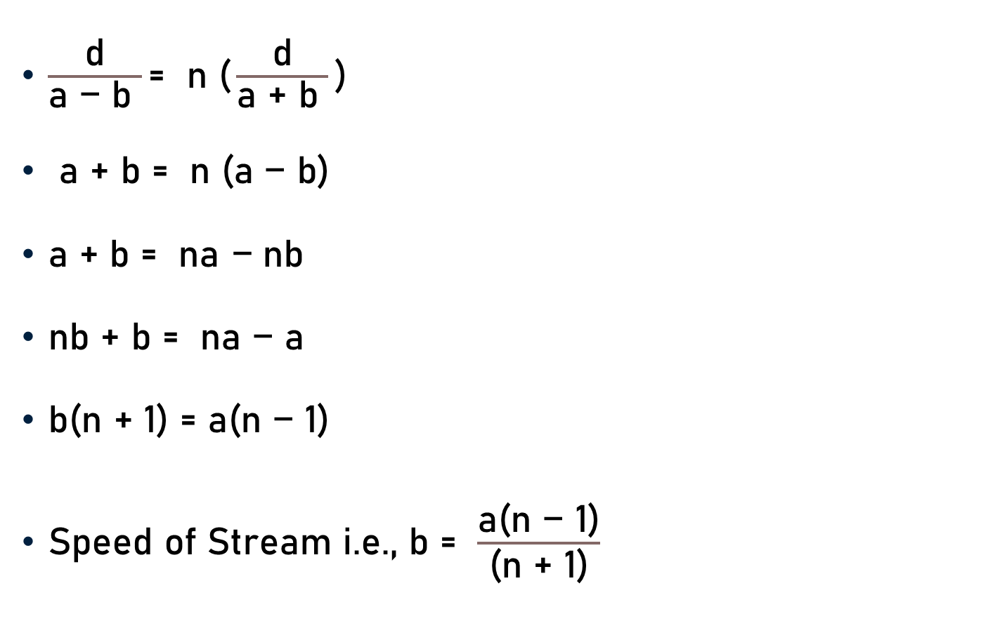 • d/(a − b) = n ( d/(a + b) )
• a + b = n (a − b)
• a + b = na − nb
• nb + b = na − a
• b(n + 1) = a(n − 1)
• Speed of Stream i.e., b = a(n − 1)/(n + 1)